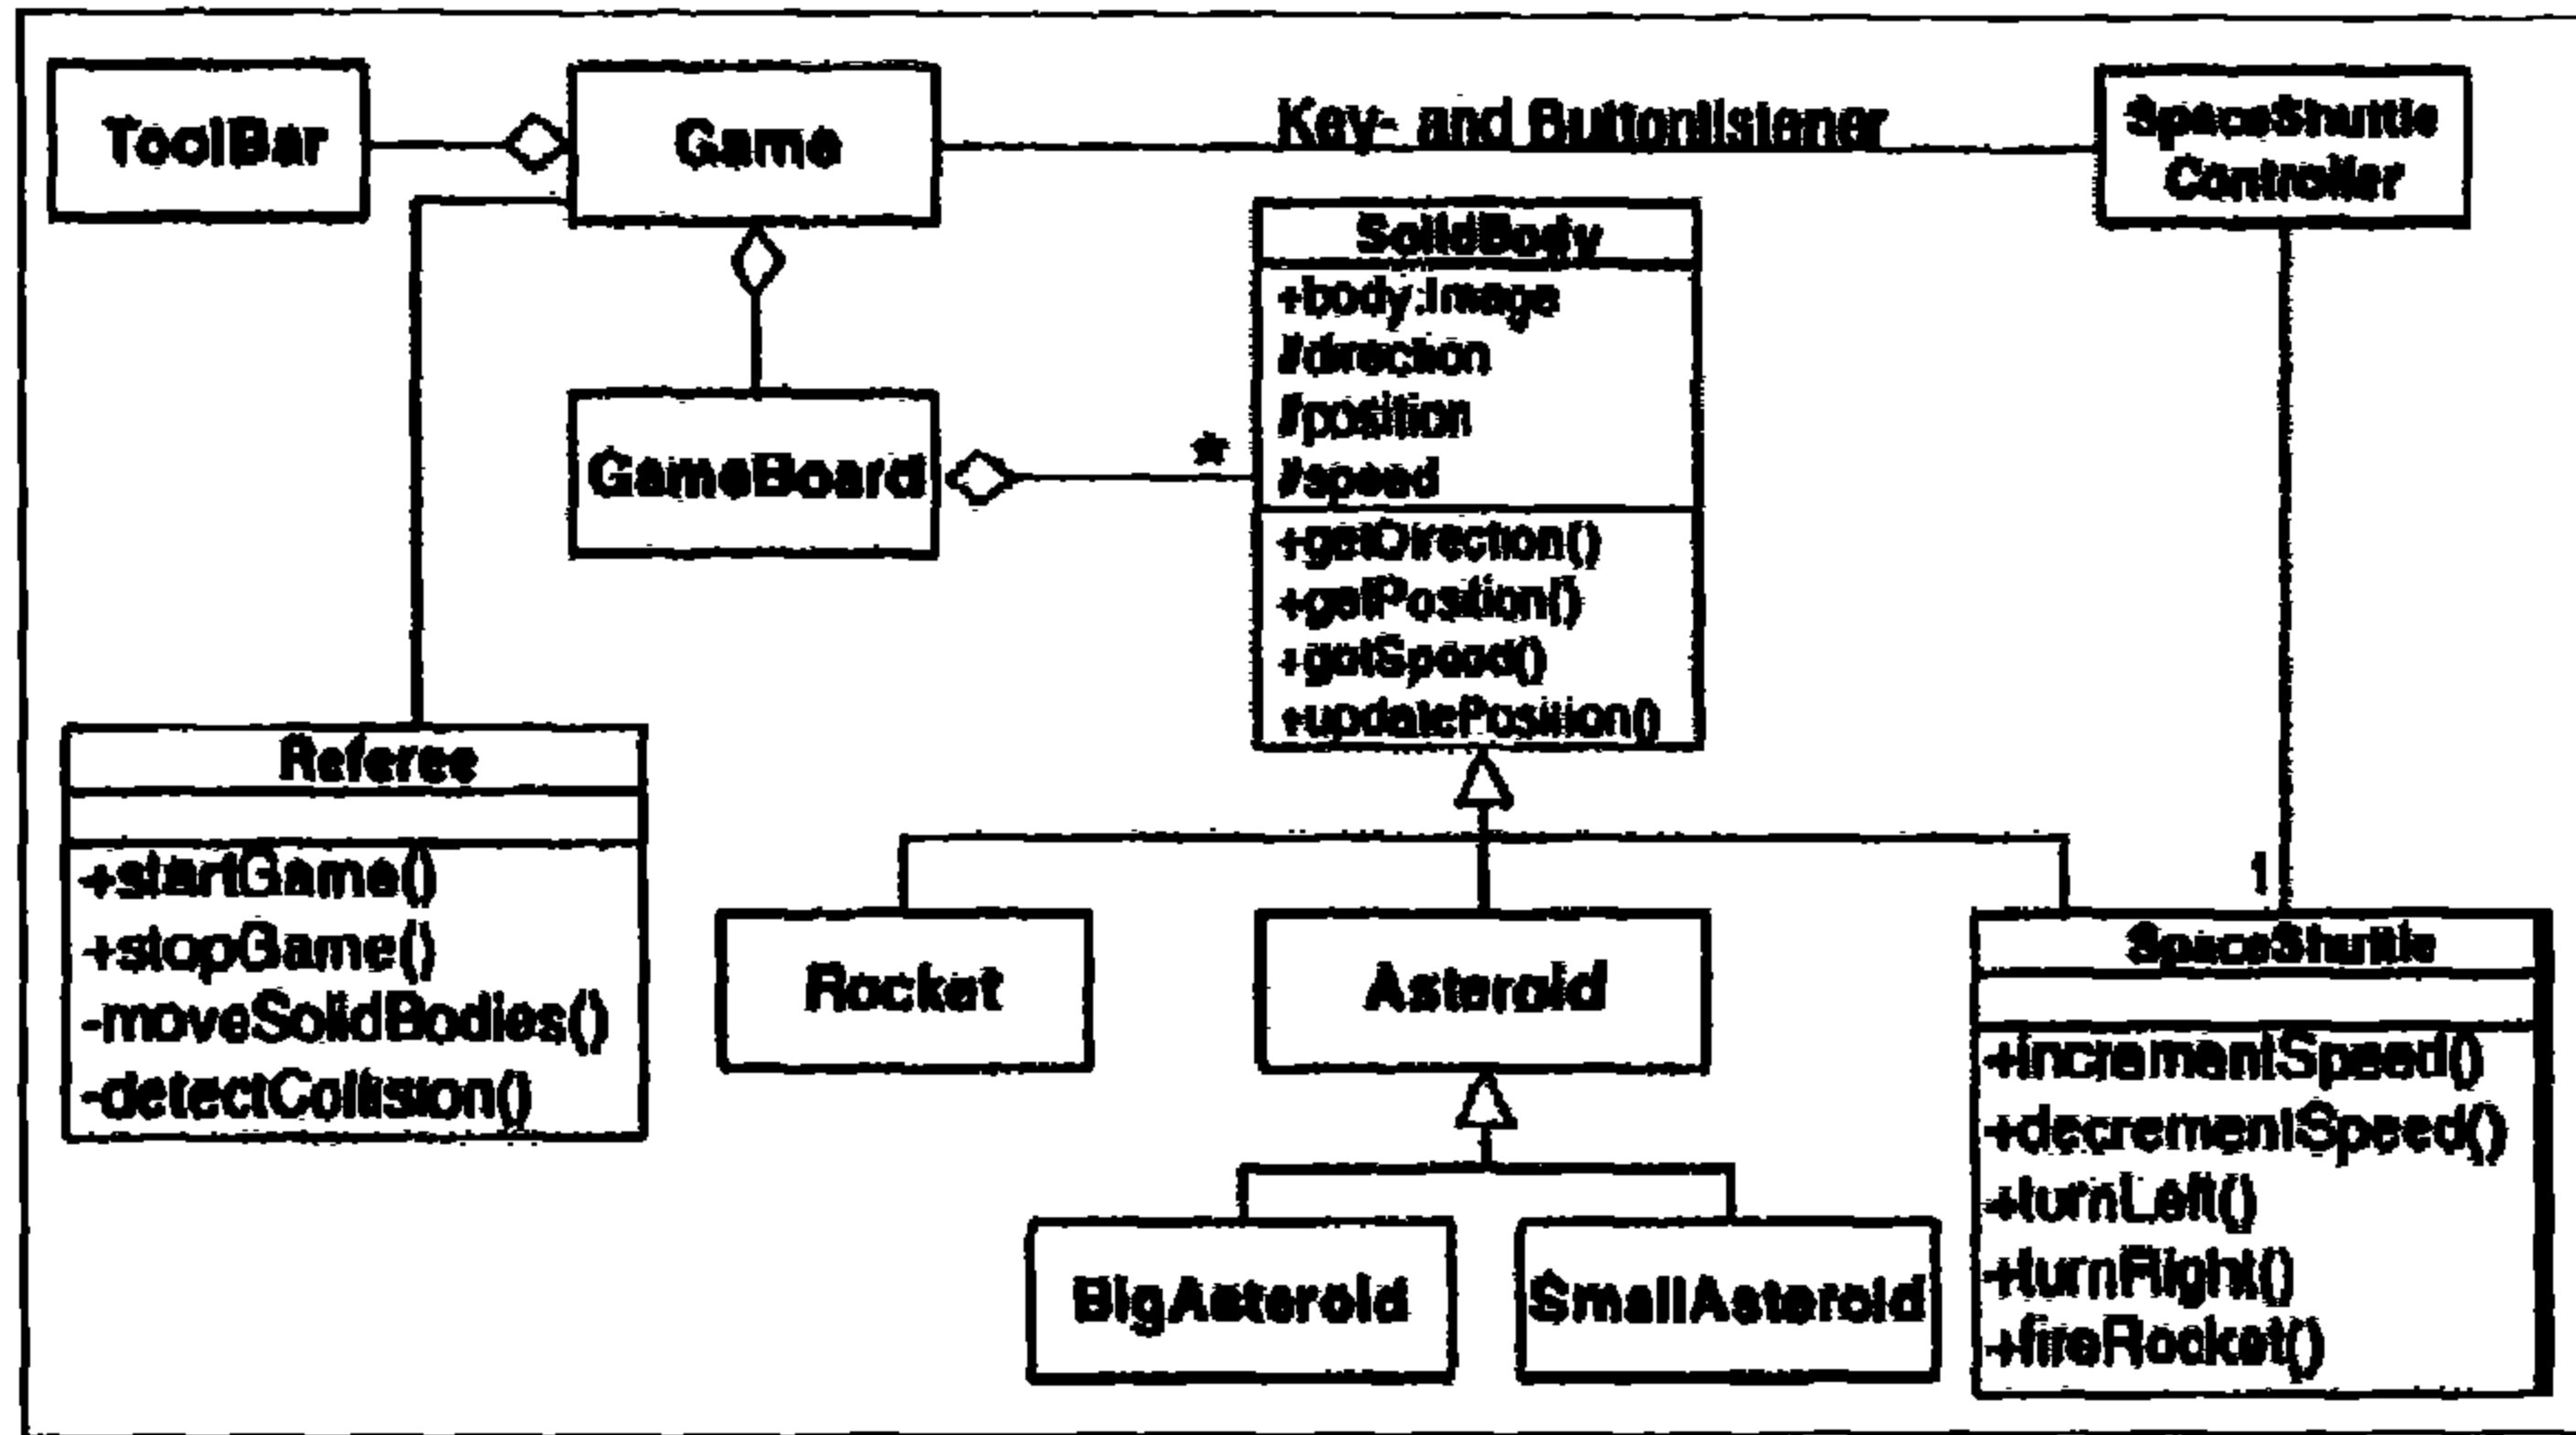 ToolBar
Game
Key- and Buttonlistener
SpaceShuttle
Controller
SolidBody
+body:Image
#direction
#position
#speed
+getDirection()
+getPosition()
+getSpeed()
+updatePosition()
GameBoard
*
Referee
+startGame()
+stopGame()
-moveSolidBodies()
-detectCollision()
Rocket
Asteroid
1
SpaceShuttle
+incrementSpeed()
+decrementSpeed()
+turnLeft()
+turnRight()
+fireRocket()
BigAsteroid
SmallAsteroid